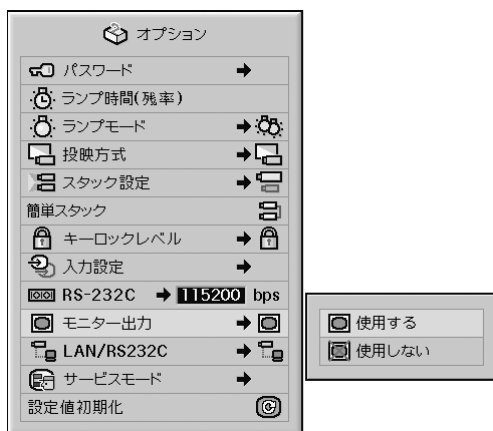 オプション
パスワード
ランプ時間(残率)
ランプモード
投映方式
スタック設定
簡単スタック
キーロックレベル
入力設定
RS-232C 115200 bps
モニター出力
使用する
使用しない
LAN/RS232C
サービスモード
設定値初期化